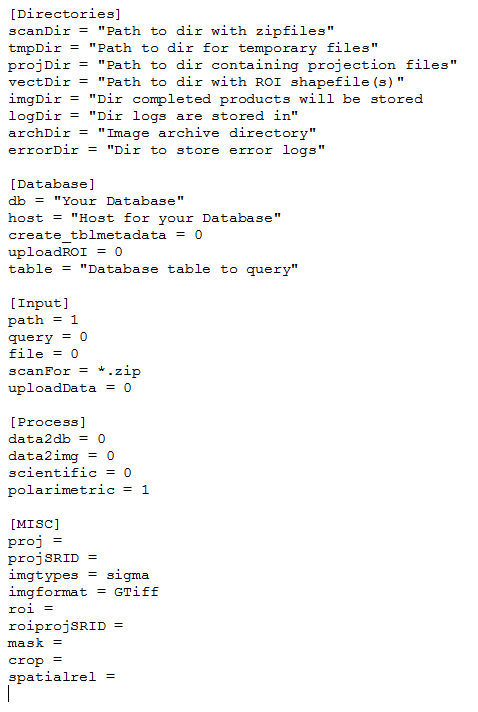 [Directories]
scanDir = "Path to dir with zipfiles"
tmpDir = "Path to dir for temporary files"
projDir = "Path to dir containing projection files"
vectDir = "Path to dir with ROI shapefile(s)"
imgDir = "Dir completed products will be stored
logDir = "Dir logs are stored in"
archDir = "Image archive directory"
errorDir = "Dir to store error logs"
[Database]
db = "Your Database"
host = "Host for your Database"
create_tblmetadata = 0
uploadROI = 0
table = "Database table to query"
[Input]
path = 1
query = 0
file = 0
scanFor = *.zip
uploadData = 0
[Process]
data2db = 0
data2img = 0
scientific = 0
polarimetric = 1
[MISC]
proj =
projSRID =
imgtypes = sigma
imgformat = GTiff
roi =
roiprojSRID =
mask =
crop =
spatialrel =